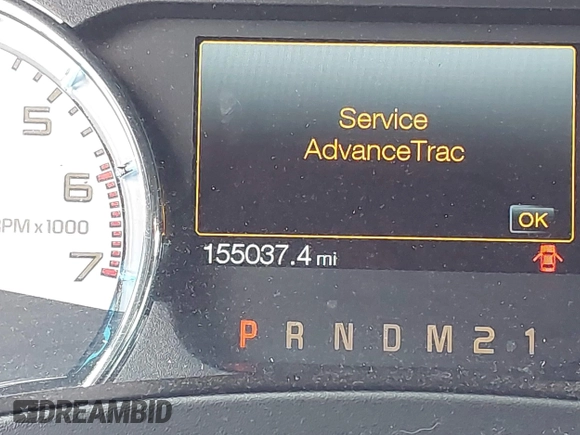 Service
AdvanceTrac
OK
5
6
RPM x 1000
7
155037.4 mi
P R N D M 2 1
DREAMBID